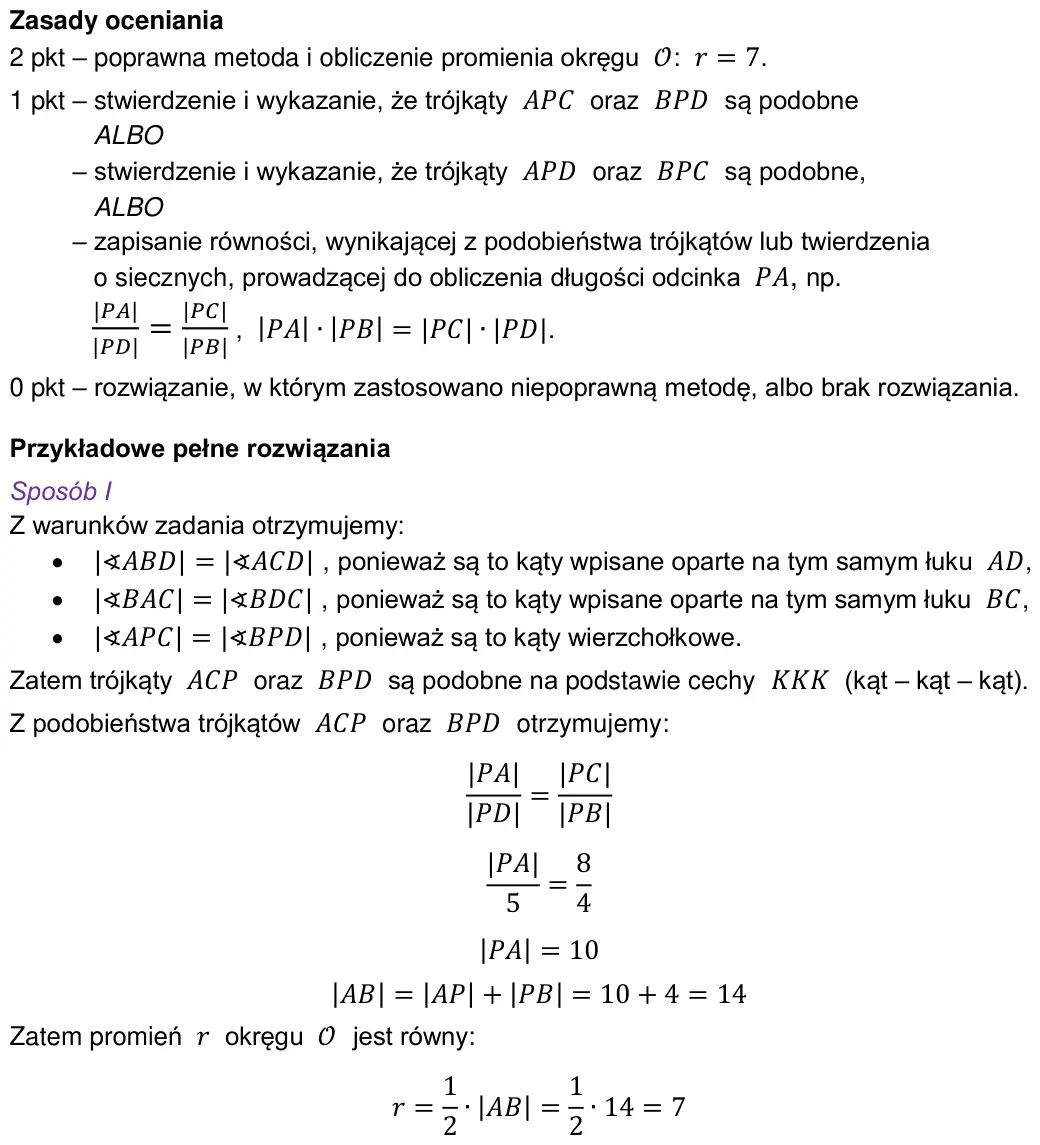 Zasady oceniania
2 pkt – poprawna metoda i obliczenie promienia okręgu 𝒪: r = 7.
1 pkt – stwierdzenie i wykazanie, że trójkąty APC oraz BPD są podobne
ALBO
– stwierdzenie i wykazanie, że trójkąty APD oraz BPC są podobne,
ALBO
– zapisanie równości, wynikającej z podobieństwa trójkątów lub twierdzenia
o siecznych, prowadzącej do obliczenia długości odcinka PA, np.
|PA|/|PD| = |PC|/|PB| , |PA| · |PB| = |PC| · |PD|.
0 pkt – rozwiązanie, w którym zastosowano niepoprawną metodę, albo brak rozwiązania.
Przykładowe pełne rozwiązania
Sposób I
Z warunków zadania otrzymujemy:
• |∢ABD| = |∢ACD| , ponieważ są to kąty wpisane oparte na tym samym łuku AD,
• |∢BAC| = |∢BDC| , ponieważ są to kąty wpisane oparte na tym samym łuku BC,
• |∢APC| = |∢BPD| , ponieważ są to kąty wierzchołkowe.
Zatem trójkąty ACP oraz BPD są podobne na podstawie cechy KKK (kąt – kąt – kąt).
Z podobieństwa trójkątów ACP oraz BPD otrzymujemy:
|PA|/|PD| = |PC|/|PB|
|PA|/5 = 8/4
|PA| = 10
|AB| = |AP| + |PB| = 10 + 4 = 14
Zatem promień r okręgu 𝒪 jest równy:
r = 1/2 · |AB| = 1/2 · 14 = 7